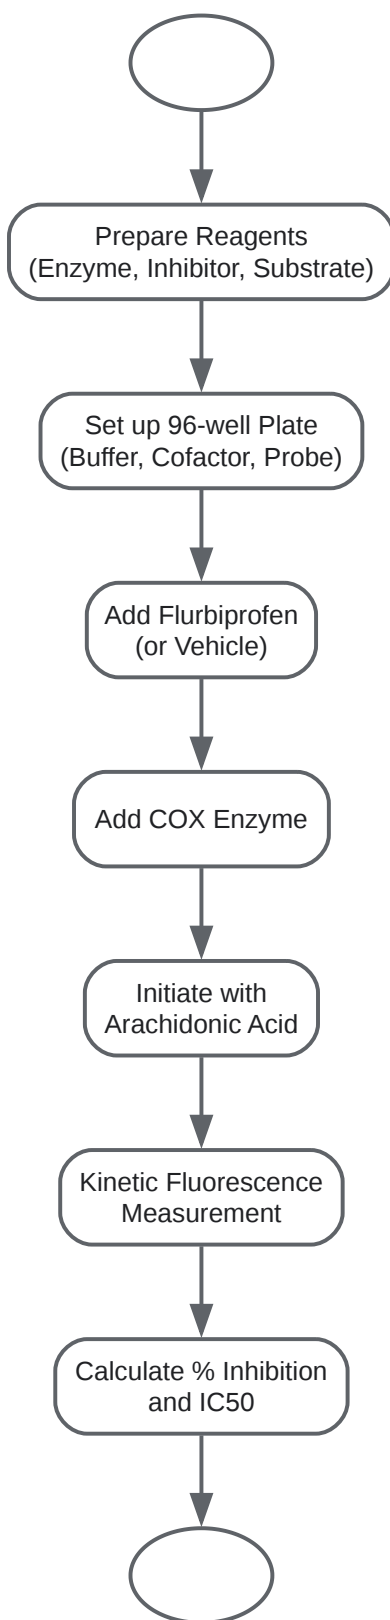 Prepare Reagents
(Enzyme, Inhibitor, Substrate)
Set up 96-well Plate
(Buffer, Cofactor, Probe)
Add Flurbiprofen
(or Vehicle)
Add COX Enzyme
Initiate with
Arachidonic Acid
Kinetic Fluorescence
Measurement
Calculate % Inhibition
and IC50